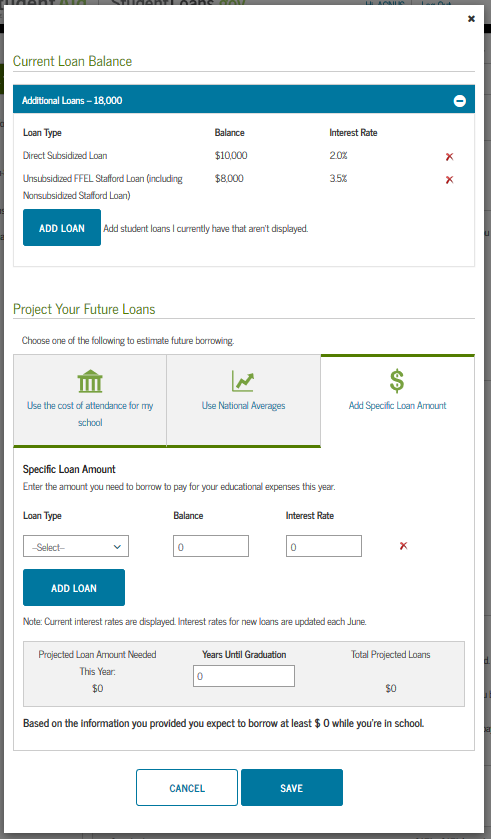 StudentLoans.gov
Hi, AGNUS | Log Out
×
Current Loan Balance
Additional Loans – 18,000
Loan Type Balance Interest Rate
Direct Subsidized Loan $10,000 2.0%
Unsubsidized FFEL Stafford Loan (including $8,000 3.5%
Nonsubsidized Stafford Loan)
ADD LOAN Add student loans I currently have that aren't displayed.
Project Your Future Loans
Choose one of the following to estimate future borrowing.
Use the cost of attendance for my
school
Use National Averages
$
Add Specific Loan Amount
Specific Loan Amount
Enter the amount you need to borrow to pay for your educational expenses this year.
Loan Type Balance Interest Rate
--Select-- 0 0
ADD LOAN
Note: Current interest rates are displayed. Interest rates for new loans are updated each June.
Projected Loan Amount Needed
This Year:
$0
Years Until Graduation
0
Total Projected Loans
$0
Based on the information you provided you expect to borrow at least $ 0 while you're in school.
CANCEL SAVE